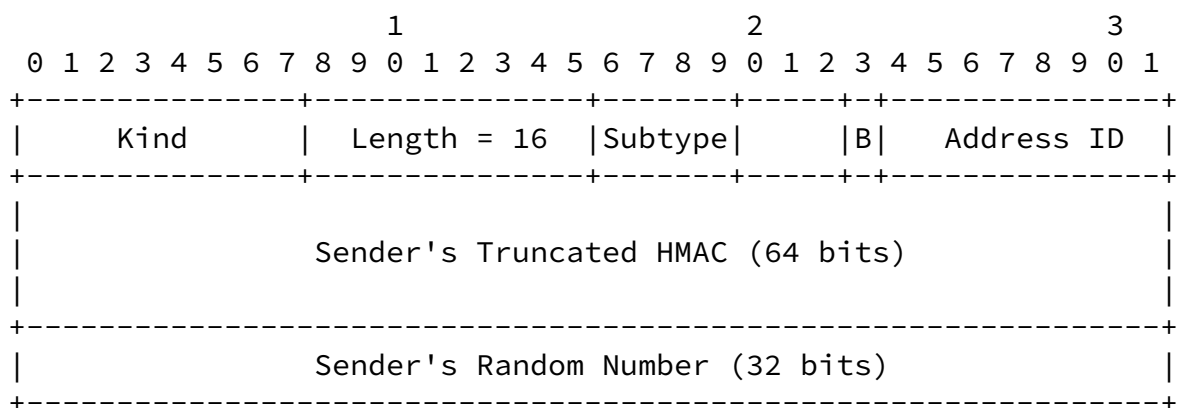 1                   2                   3
 0 1 2 3 4 5 6 7 8 9 0 1 2 3 4 5 6 7 8 9 0 1 2 3 4 5 6 7 8 9 0 1
+---------------+---------------+-------+-----+-+---------------+
|     Kind      |  Length = 16  |Subtype|     |B|   Address ID  |
+---------------+---------------+-------+-----+-+---------------+
|                                                               |
|                Sender's Truncated HMAC (64 bits)              |
|                                                               |
+---------------------------------------------------------------+
|                Sender's Random Number (32 bits)               |
+---------------------------------------------------------------+